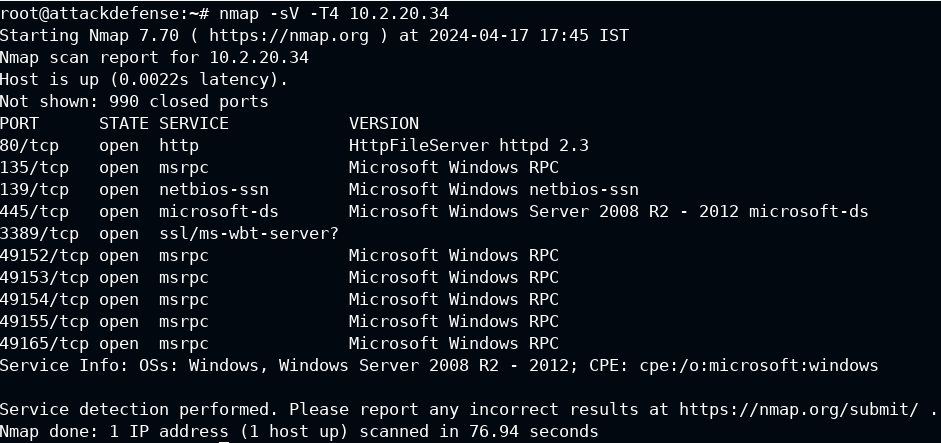 root@attackdefense:~# nmap -sV -T4 10.2.20.34
Starting Nmap 7.70 ( https://nmap.org ) at 2024-04-17 17:45 IST
Nmap scan report for 10.2.20.34
Host is up (0.0022s latency).
Not shown: 990 closed ports
PORT      STATE SERVICE            VERSION
80/tcp    open  http               HttpFileServer httpd 2.3
135/tcp   open  msrpc              Microsoft Windows RPC
139/tcp   open  netbios-ssn        Microsoft Windows netbios-ssn
445/tcp   open  microsoft-ds       Microsoft Windows Server 2008 R2 - 2012 microsoft-ds
3389/tcp  open  ssl/ms-wbt-server?
49152/tcp open  msrpc              Microsoft Windows RPC
49153/tcp open  msrpc              Microsoft Windows RPC
49154/tcp open  msrpc              Microsoft Windows RPC
49155/tcp open  msrpc              Microsoft Windows RPC
49165/tcp open  msrpc              Microsoft Windows RPC
Service Info: OSs: Windows, Windows Server 2008 R2 - 2012; CPE: cpe:/o:microsoft:windows

Service detection performed. Please report any incorrect results at https://nmap.org/submit/ .
Nmap done: 1 IP address (1 host up) scanned in 76.94 seconds